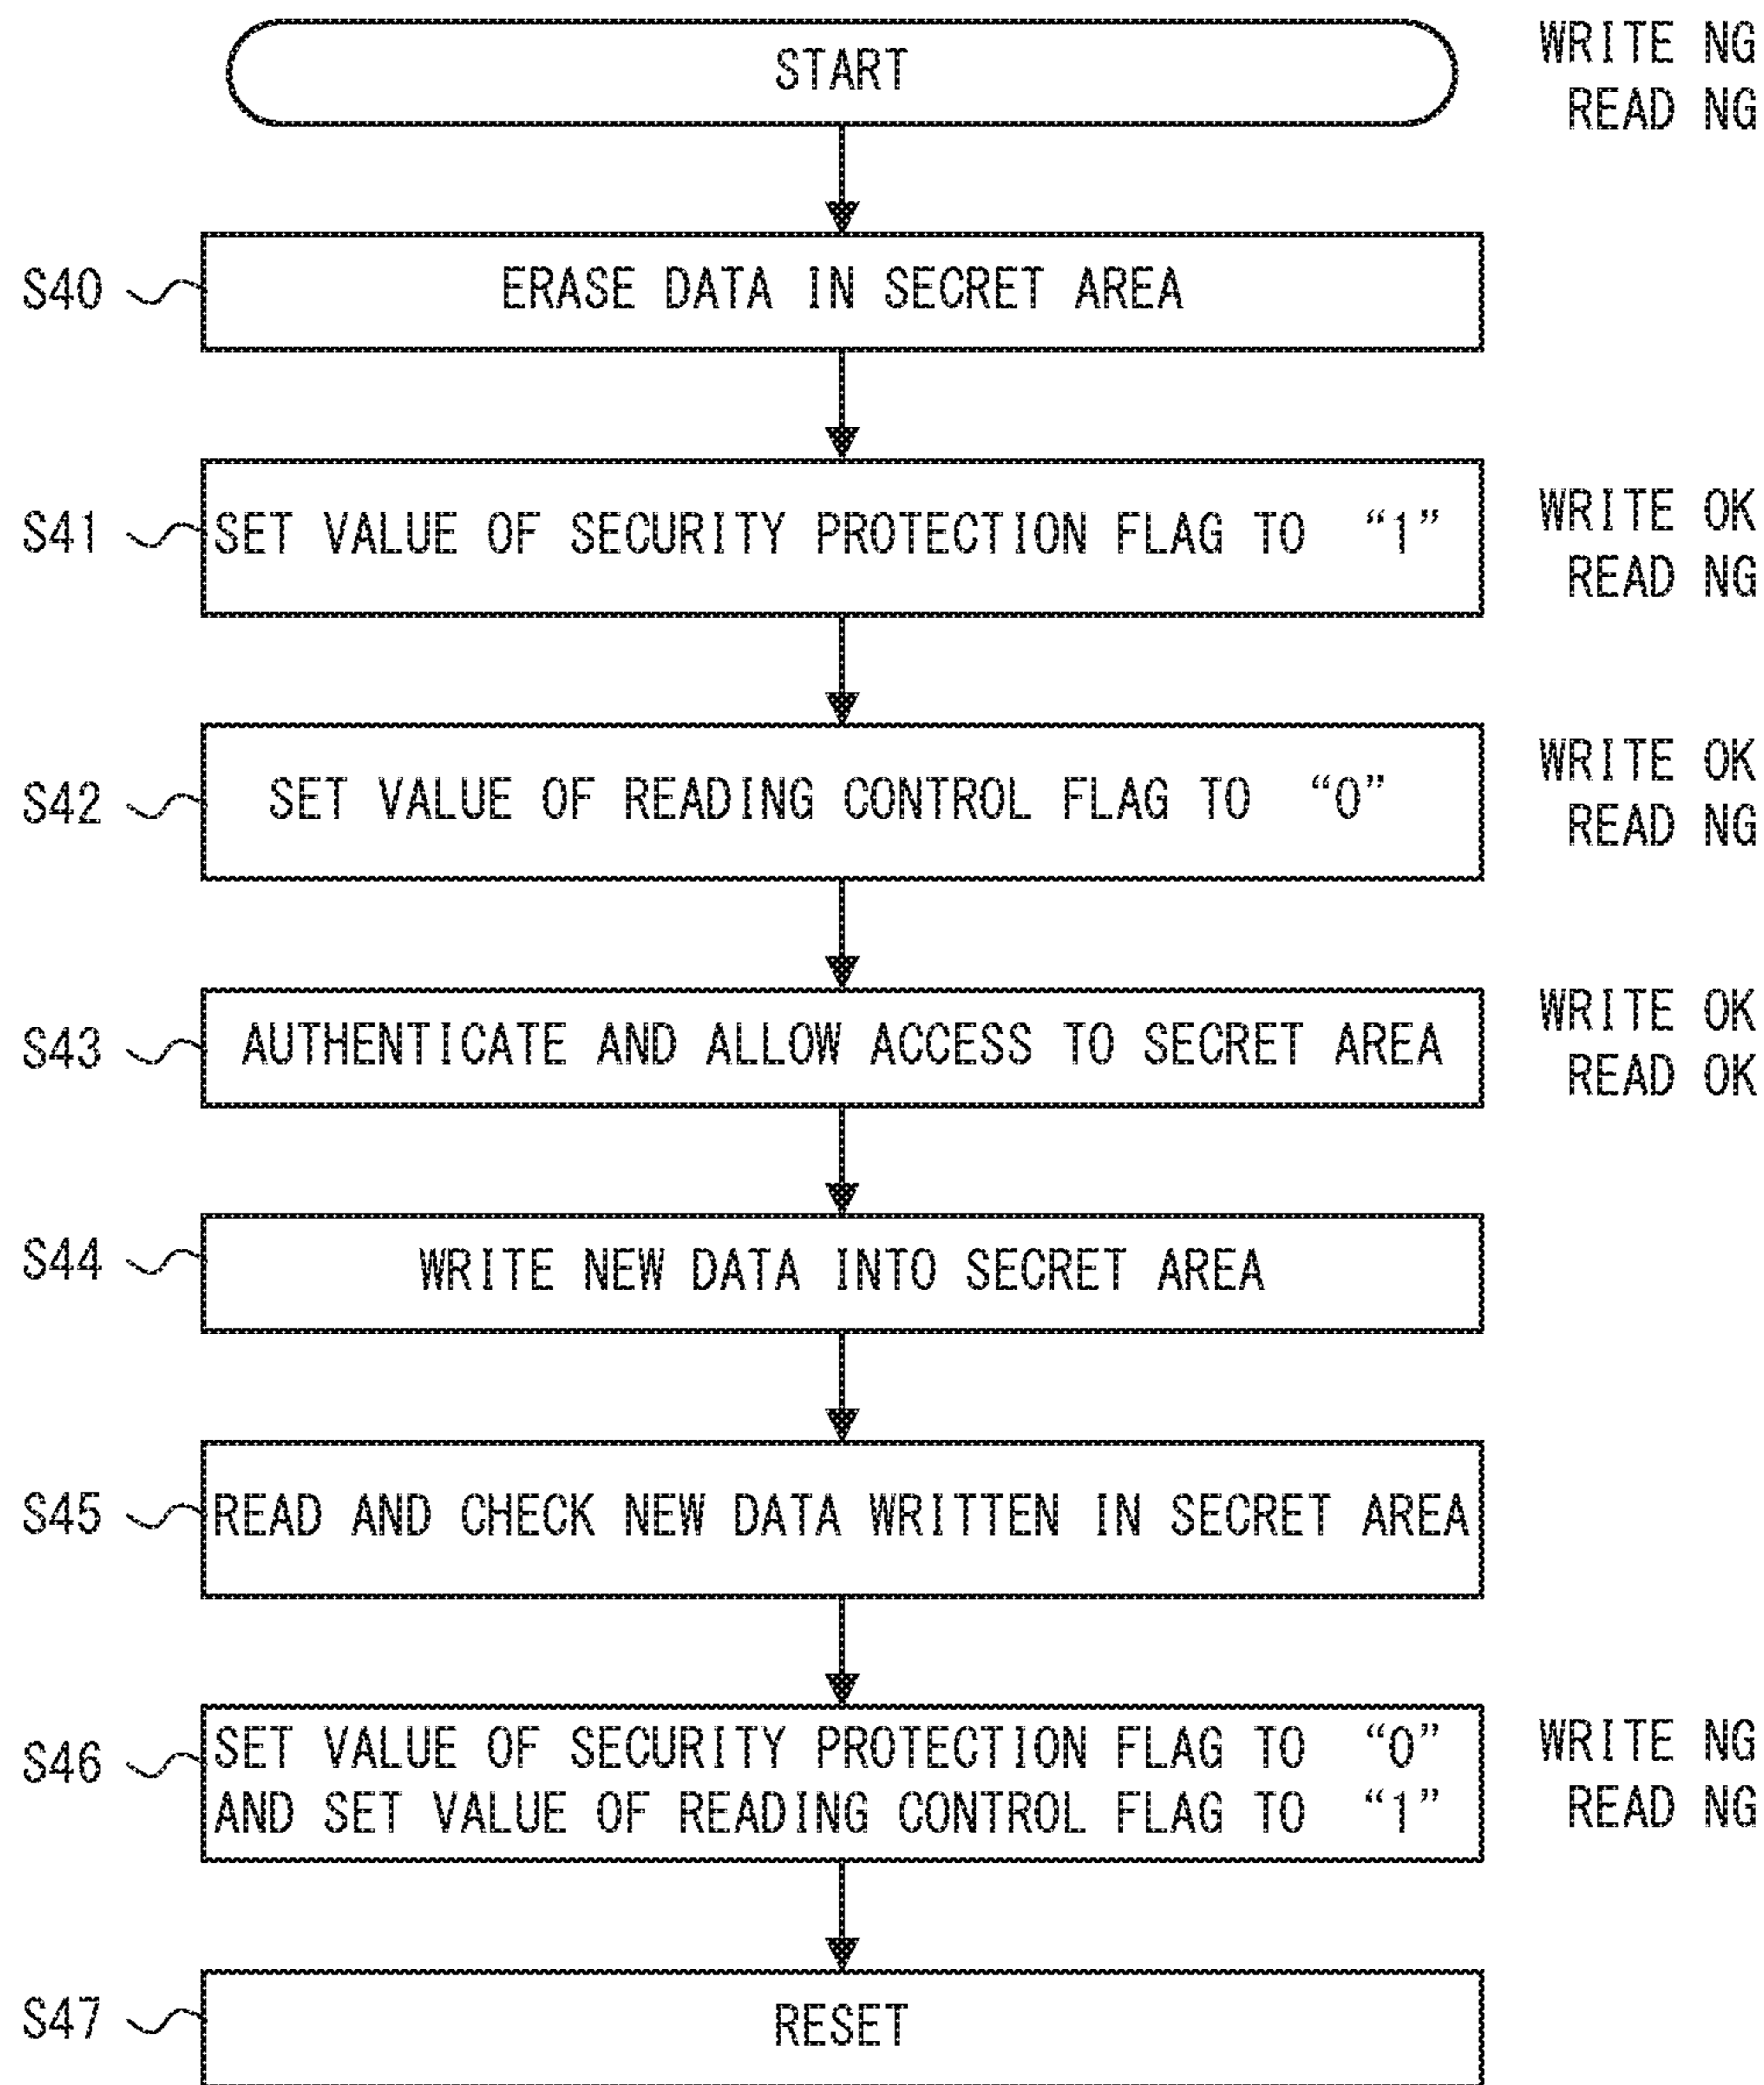 START
WRITE NG
READ NG
S40
ERASE DATA IN SECRET AREA
S41
SET VALUE OF SECURITY PROTECTION FLAG TO “1”
WRITE OK
READ NG
S42
SET VALUE OF READING CONTROL FLAG TO “0”
WRITE OK
READ NG
S43
AUTHENTICATE AND ALLOW ACCESS TO SECRET AREA
WRITE OK
READ OK
S44
WRITE NEW DATA INTO SECRET AREA
S45
READ AND CHECK NEW DATA WRITTEN IN SECRET AREA
S46
SET VALUE OF SECURITY PROTECTION FLAG TO “0”
AND SET VALUE OF READING CONTROL FLAG TO “1”
WRITE NG
READ NG
S47
RESET